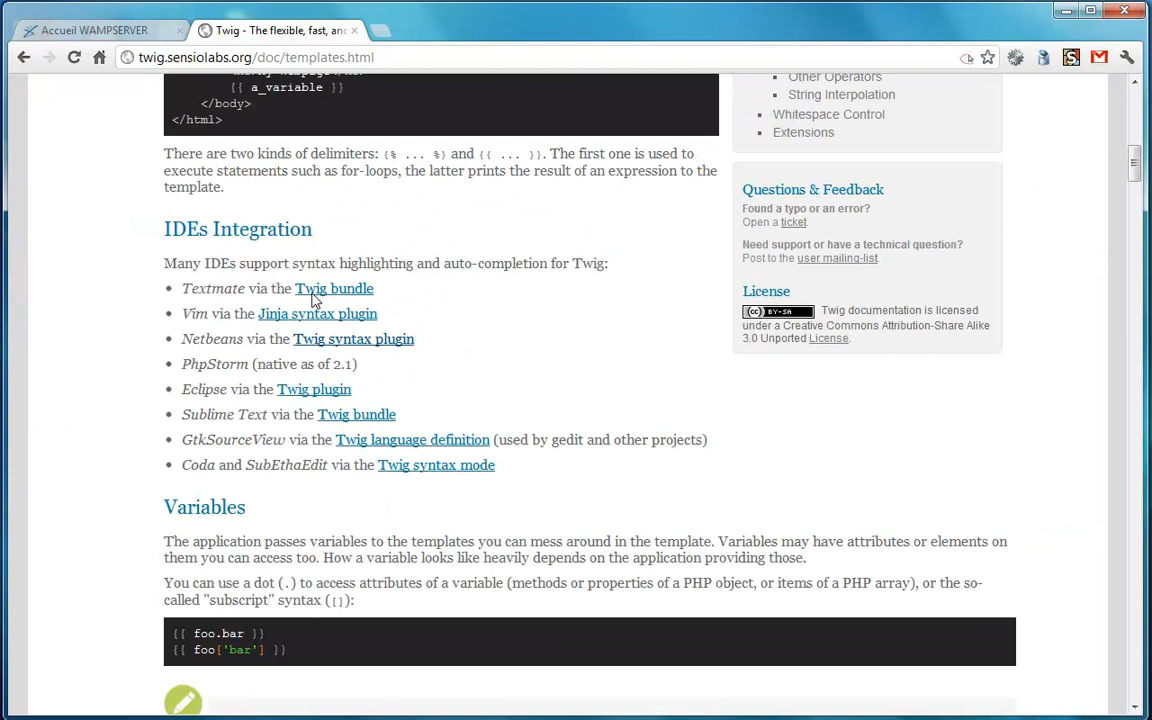 Accueil WAMPSERVER
Twig - The flexible, fast, an
twig.sensiolabs.org/doc/templates.html
{{ a_variable }}
</body>
</html>
There are two kinds of delimiters: {% ... %} and {{ ... }}. The first one is used to
execute statements such as for-loops, the latter prints the result of an expression to the
template.
IDEs Integration
Many IDEs support syntax highlighting and auto-completion for Twig:
• Textmate via the Twig bundle
• Vim via the Jinja syntax plugin
• Netbeans via the Twig syntax plugin
• PhpStorm (native as of 2.1)
• Eclipse via the Twig plugin
• Sublime Text via the Twig bundle
• GtkSourceView via the Twig language definition (used by gedit and other projects)
• Coda and SubEthaEdit via the Twig syntax mode
Variables
The application passes variables to the templates you can mess around in the template. Variables may have attributes or elements on
them you can access too. How a variable looks like heavily depends on the application providing those.
You can use a dot (.) to access attributes of a variable (methods or properties of a PHP object, or items of a PHP array), or the so-
called "subscript" syntax ([]):
{{ foo.bar }}
{{ foo['bar'] }}
• Other Operators
• String Interpolation
• Whitespace Control
• Extensions
Questions & Feedback
Found a typo or an error?
Open a ticket.
Need support or have a technical question?
Post to the user mailing-list.
License
(cc) BY-SA Twig documentation is licensed
under a Creative Commons Attribution-Share Alike
3.0 Unported License.